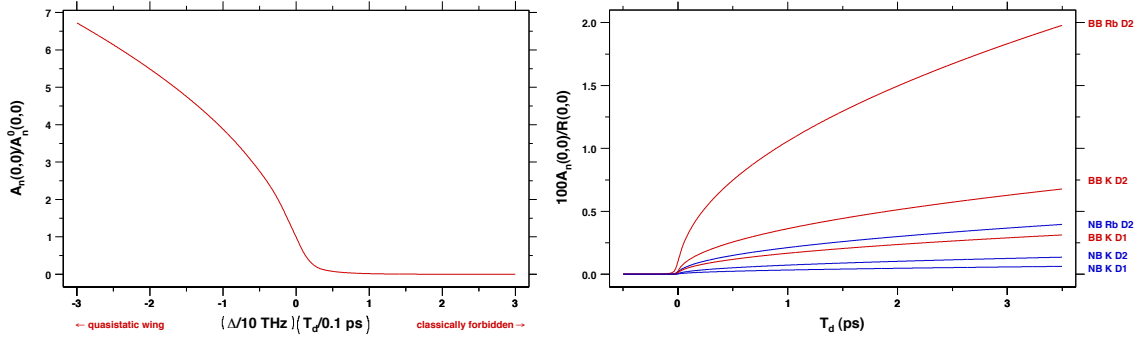 A_n(0,0)/A_n^0(0,0)
7
6
5
4
3
2
1
0
-3
-2
-1
0
1
2
3
← quasistatic wing
(Δ/10 THz)(T_d/0.1 ps)
classically forbidden →
100A_n(0,0)/R(0,0)
2.0
1.5
1.0
0.5
0.0
0
1
2
3
T_d (ps)
BB Rb D2
BB K D2
NB Rb D2
BB K D1
NB K D2
NB K D1